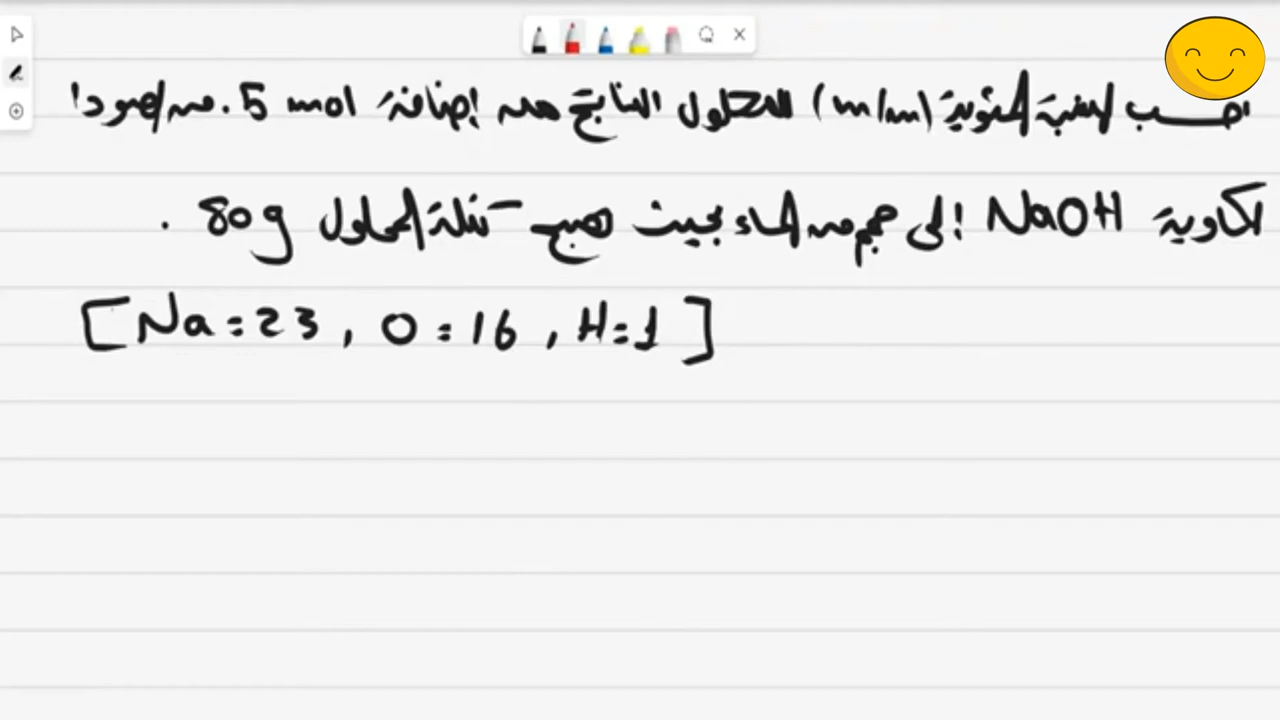 احسب النسبة المئوية (m/m) للمحلول الناتج من إضافة 5 mol. من الصودا
الكاوية NaOH إلى حجم من الماء بحيث تصبح كتلة المحلول 80g .
[Na=23 , O=16 , H=1]